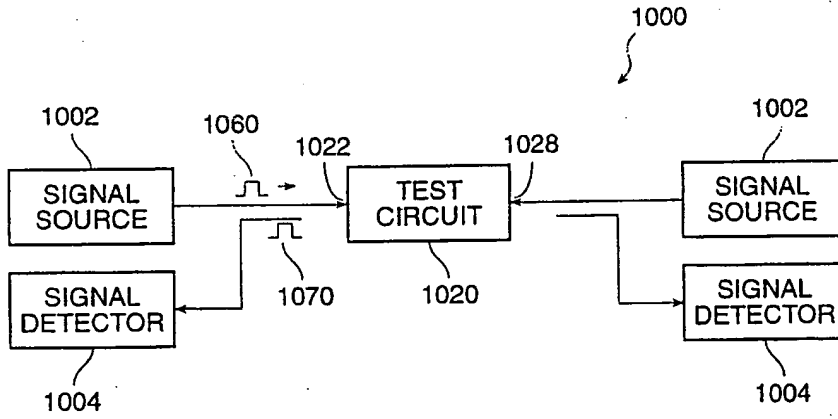 1000
1002
1060
1022
1028
1002
SIGNAL
SOURCE
TEST
CIRCUIT
SIGNAL
SOURCE
SIGNAL
DETECTOR
1070
1020
SIGNAL
DETECTOR
1004
1004